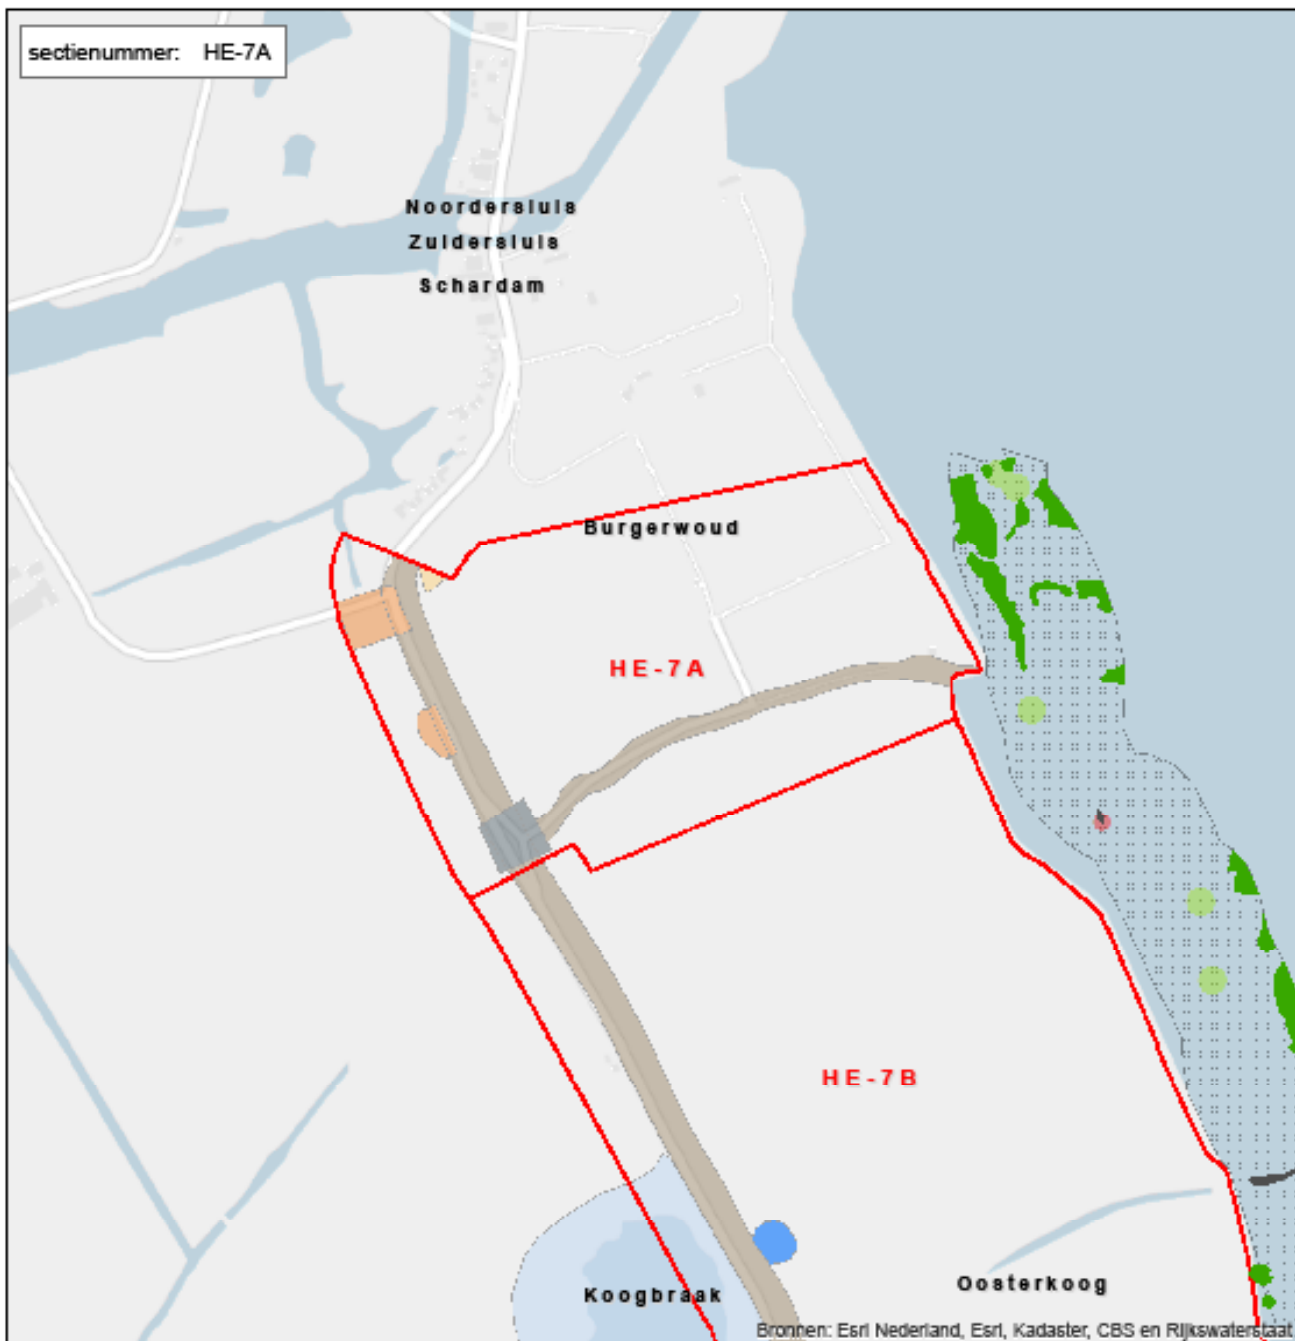 sectienummer: HE-7A
Noordersluis
Zuidersluis
Schardam
Burgerwoud
HE-7A
HE-7B
Oosterkoog
Koogbraak
Bronnen: Esri Nederland, Esri, Kadaster, CBS en Rijkswaterstaat